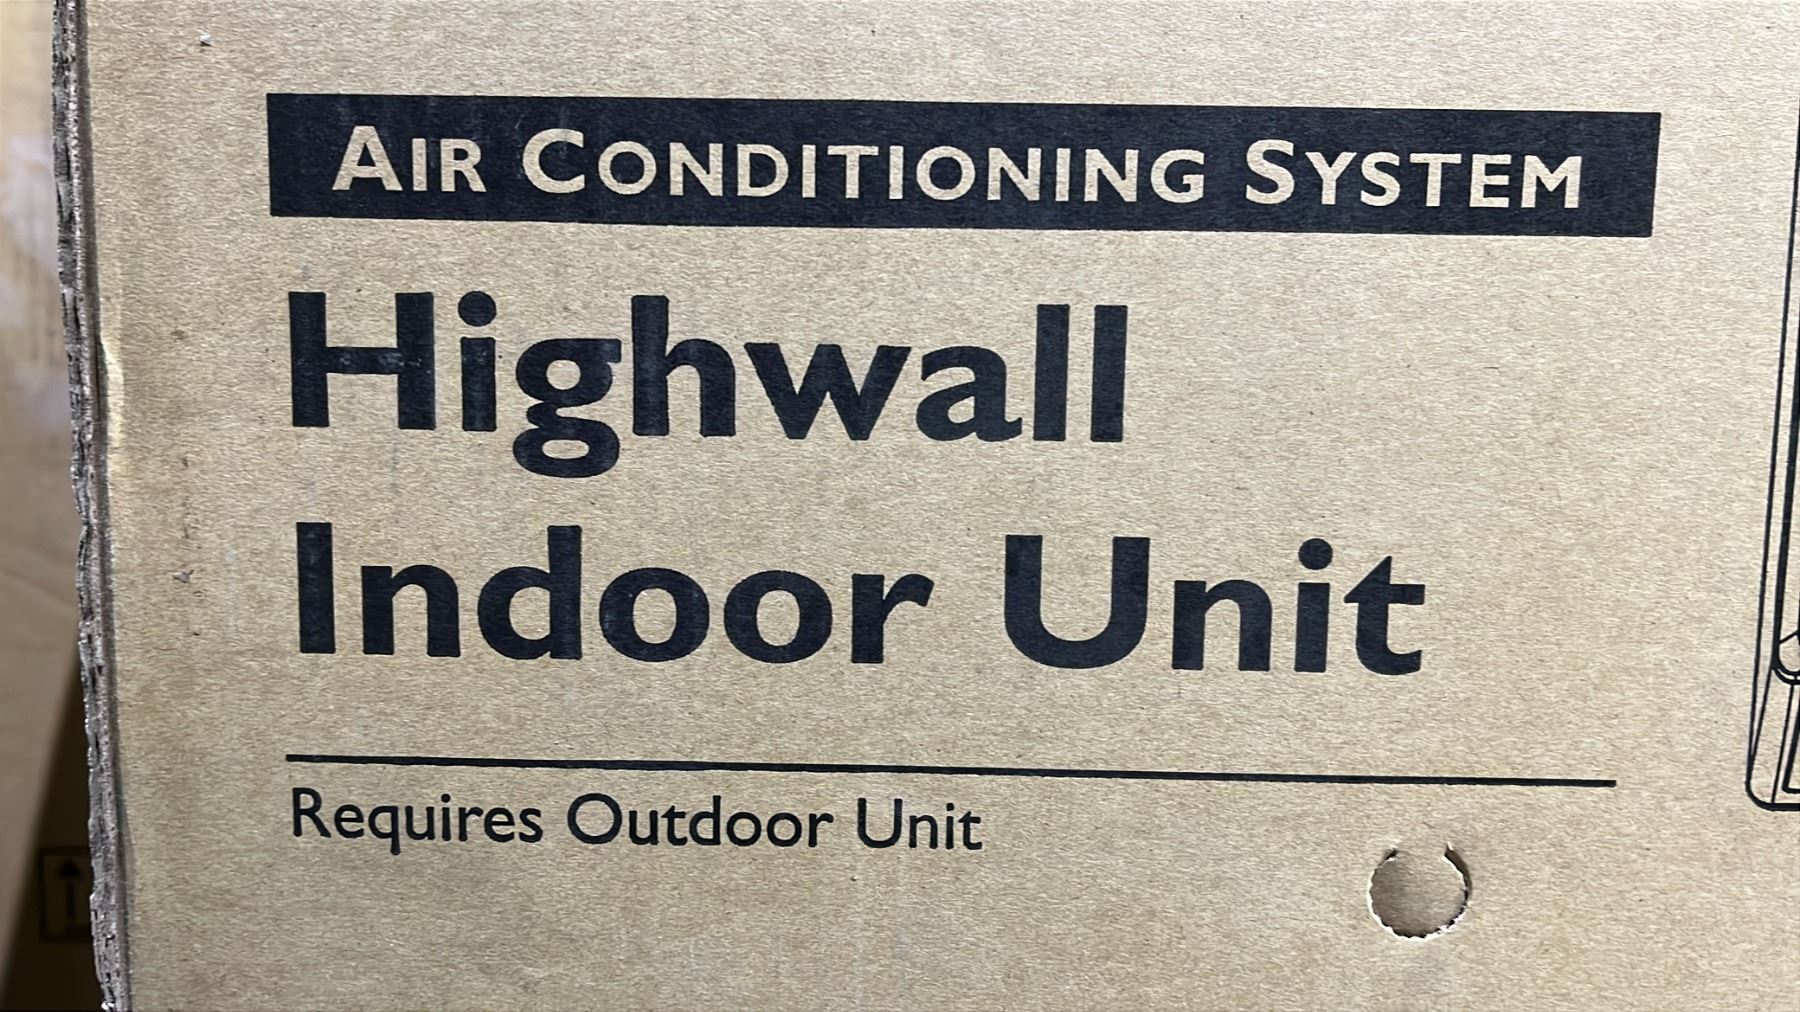 AIR CONDITIONING SYSTEM
Highwall
Indoor Unit
Requires Outdoor Unit